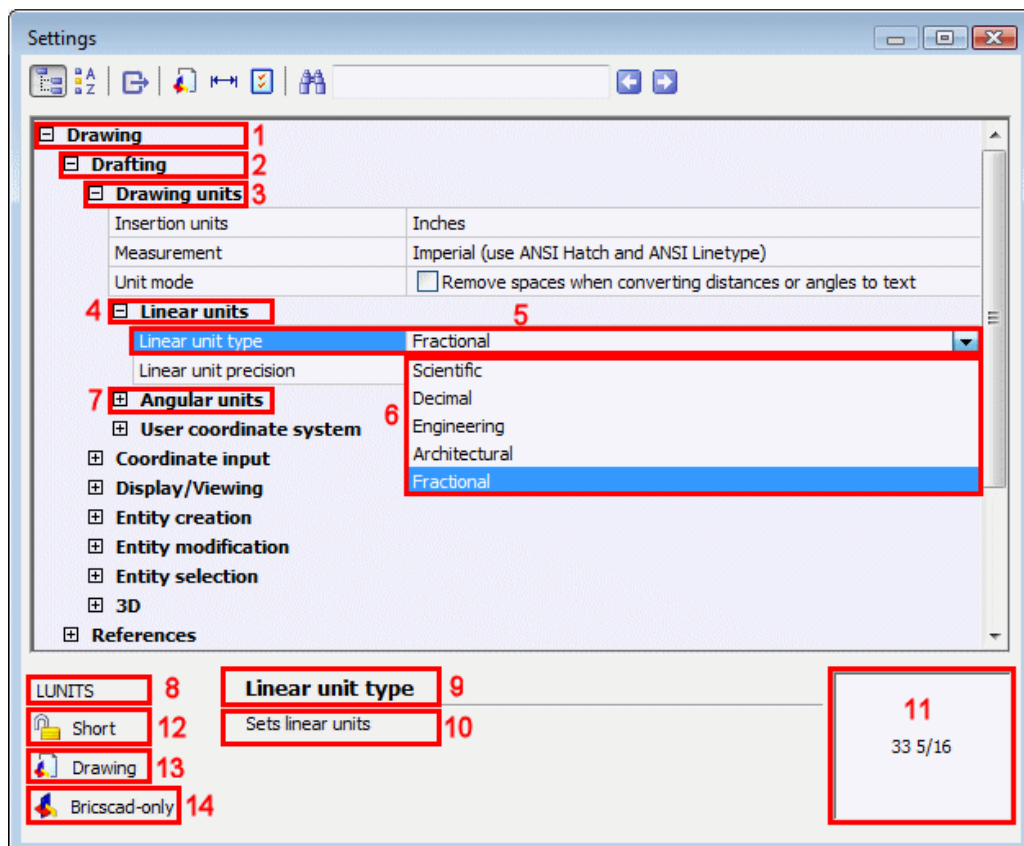 Settings
A
Z
Drawing 1
Drafting 2
Drawing units 3
Insertion units Inches
Measurement Imperial (use ANSI Hatch and ANSI Linetype)
Unit mode Remove spaces when converting distances or angles to text
4 Linear units 5
Linear unit type Fractional
Linear unit precision Scientific
Decimal
7 Angular units 6
Engineering
User coordinate system
Architectural
Coordinate input
Fractional
Display/Viewing
Entity creation
Entity modification
Entity selection
3D
References
LUNITS 8 Linear unit type 9
Short 12 Sets linear units 10
11
33 5/16
Drawing 13
Bricscad-only 14